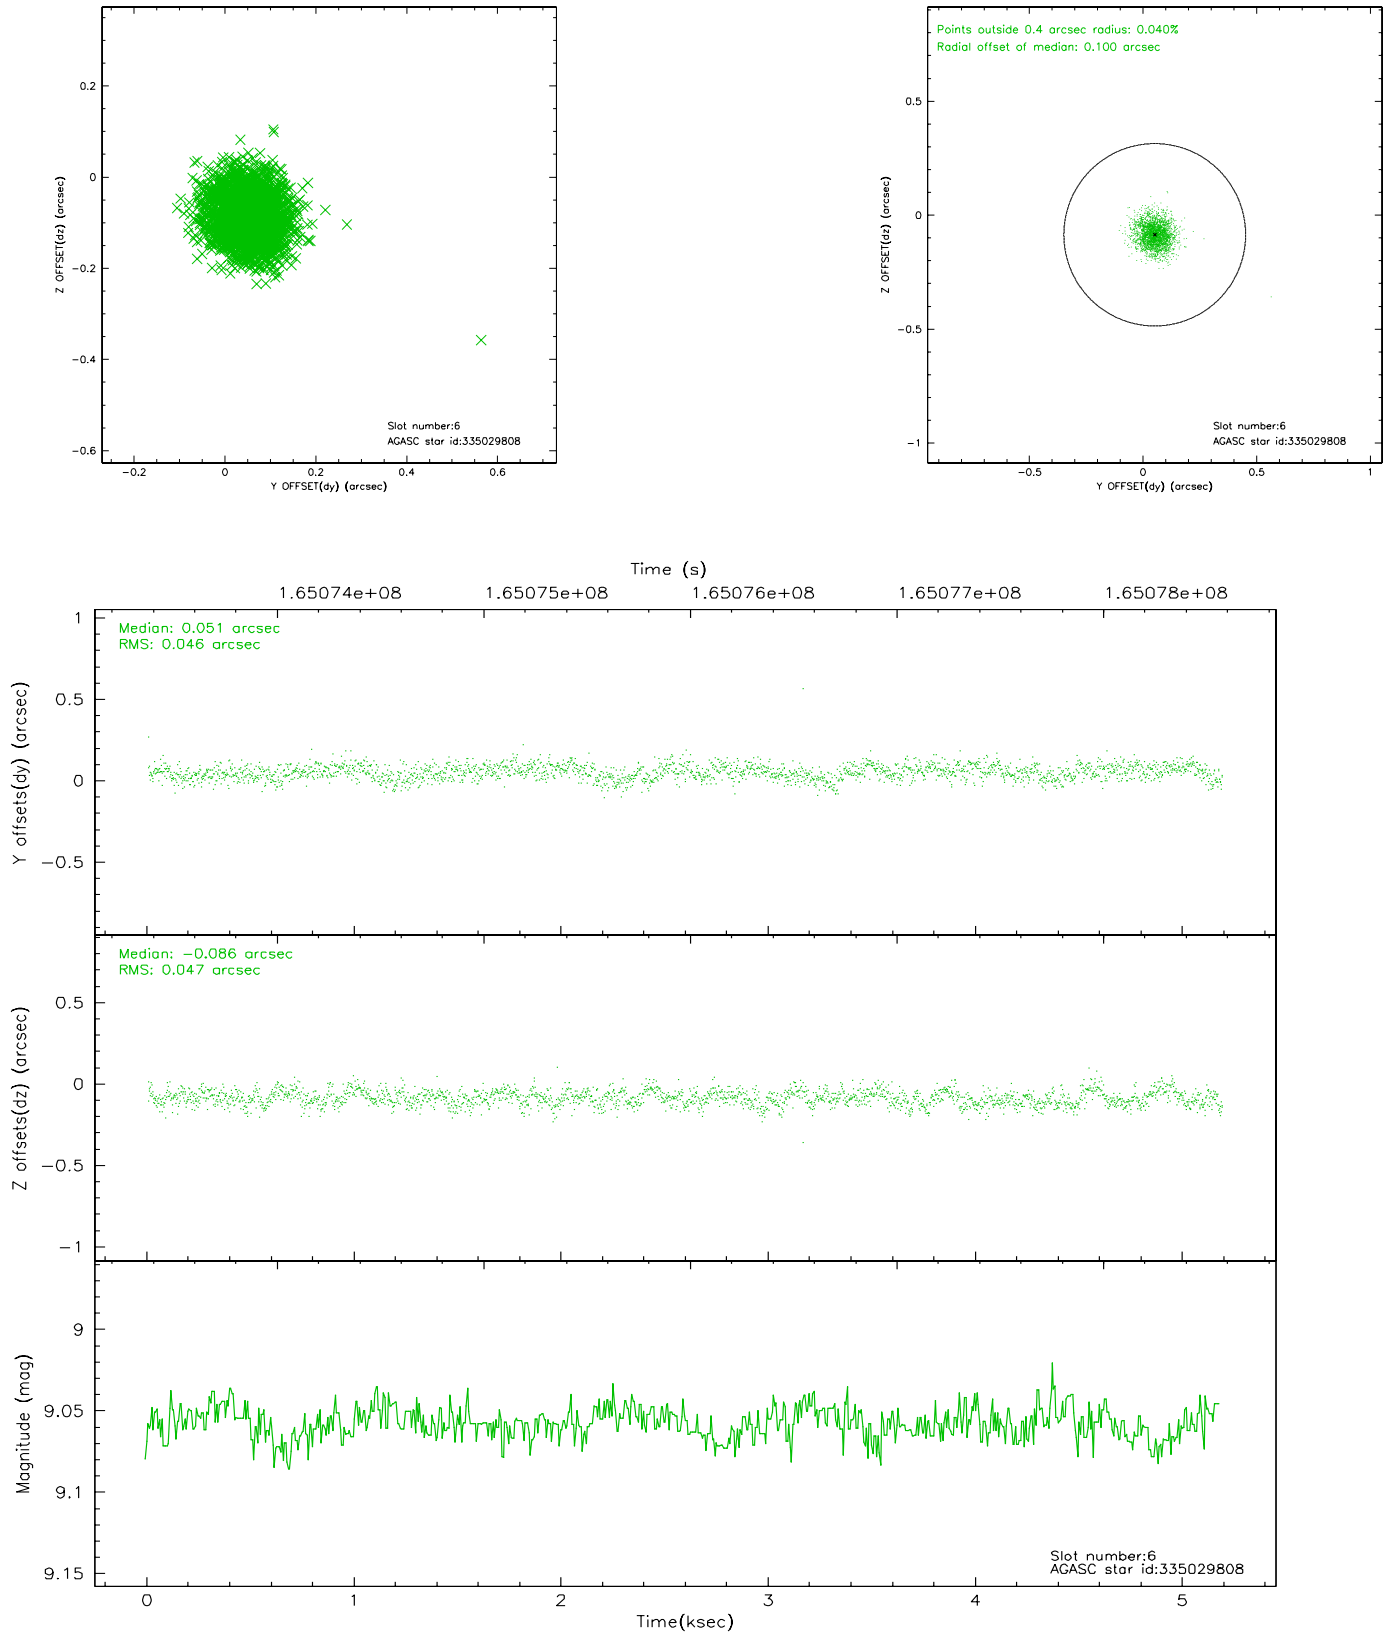 0.2
0
−0.2
−0.4
−0.6
Z OFFSET(dz) (arcsec)
Slot number:6
AGASC star id:335029808
−0.2 0 0.2 0.4 0.6
Y OFFSET(dy) (arcsec)
Points outside 0.4 arcsec radius: 0.040%
Radial offset of median: 0.100 arcsec
0.5
0
−0.5
−1
Z OFFSET(dz) (arcsec)
Slot number:6
AGASC star id:335029808
−0.5 0 0.5 1
Y OFFSET(dy) (arcsec)
Time (s)
1.65074e+08 1.65075e+08 1.65076e+08 1.65077e+08 1.65078e+08
Median: 0.051 arcsec
RMS: 0.046 arcsec
1
0.5
0
−0.5
Y offsets(dy) (arcsec)
Median: −0.086 arcsec
RMS: 0.047 arcsec
0.5
0
−0.5
−1
Z offsets(dz) (arcsec)
9
9.05
9.1
9.15
Magnitude (mag)
Slot number:6
AGASC star id:335029808
0 1 2 3 4 5
Time(ksec)